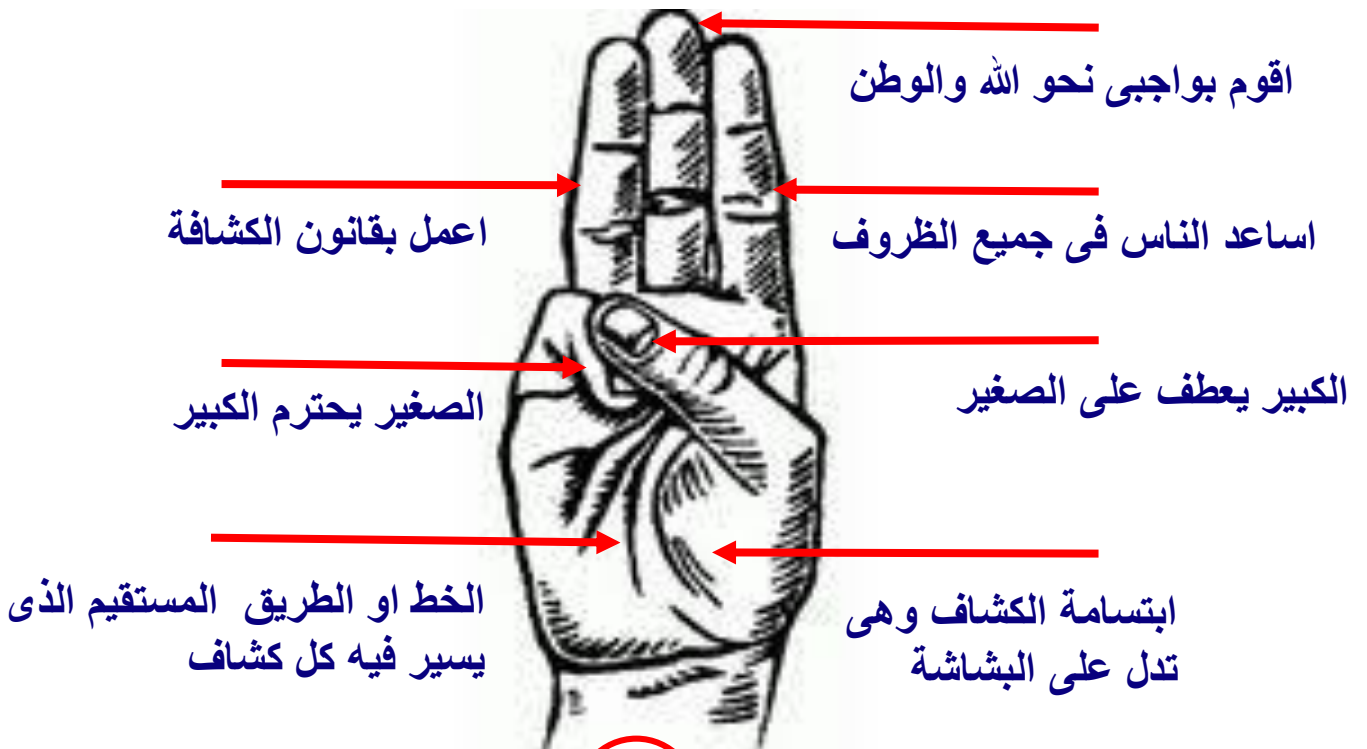 اقوم بواجبى نحو الله والوطن
اساعد الناس فى جميع الظروف
اعمل بقانون الكشافة
الكبير يعطف على الصغير
الصغير يحترم الكبير
ابتسامة الكشاف وهى
تدل على البشاشة
الخط او الطريق المستقيم الذى
يسير فيه كل كشاف